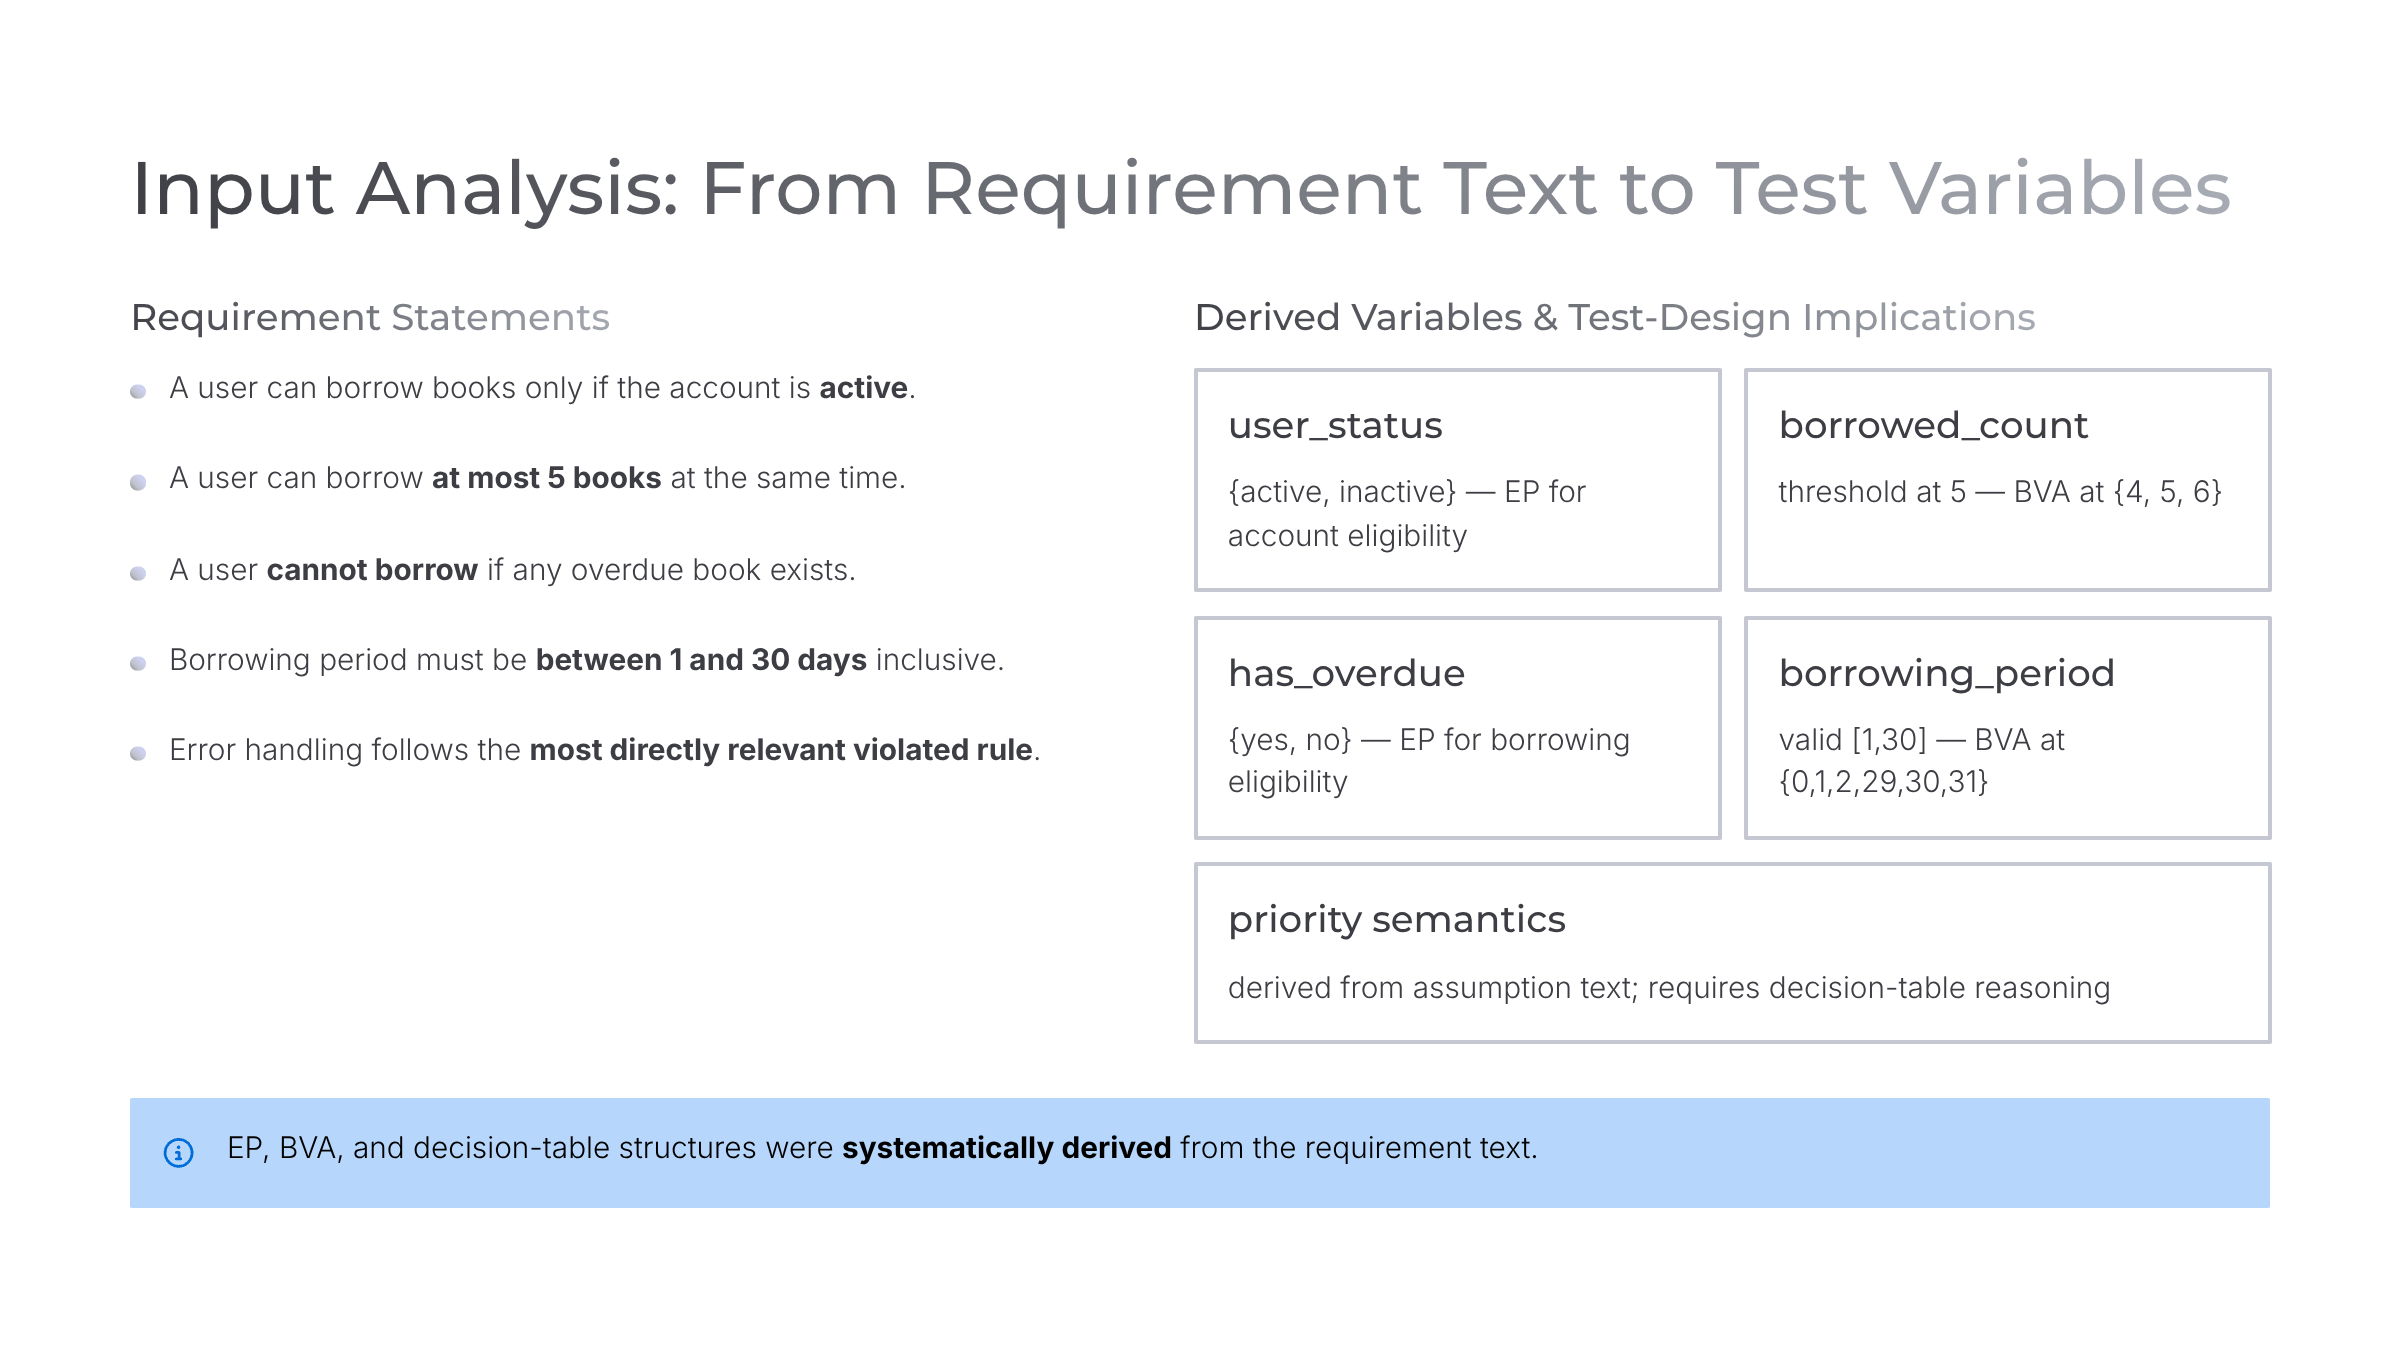 Input Analysis: From Requirement Text to Test Variables
Requirement Statements
A user can borrow books only if the account is active.
A user can borrow at most 5 books at the same time.
A user cannot borrow if any overdue book exists.
Borrowing period must be between 1 and 30 days inclusive.
Error handling follows the most directly relevant violated rule.
Derived Variables & Test-Design Implications
user_status
{active, inactive} — EP for
account eligibility
borrowed_count
threshold at 5 — BVA at {4, 5, 6}
has_overdue
{yes, no} — EP for borrowing
eligibility
borrowing_period
valid [1,30] — BVA at
{0,1,2,29,30,31}
priority semantics
derived from assumption text; requires decision-table reasoning
EP, BVA, and decision-table structures were systematically derived from the requirement text.